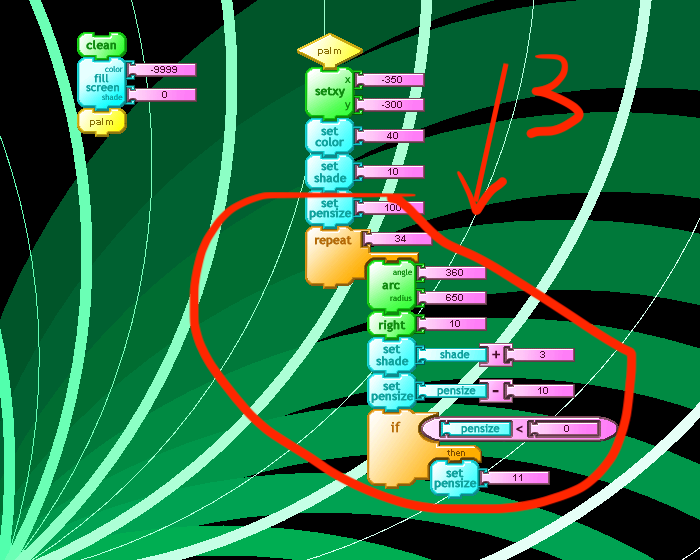 clean
color -9999
fill
screen
shade 0
palm
palm
x -350
setxy
y -300
set
color 40
set
shade 10
set
pensize 100
repeat 34
angle 360
arc
radius 650
right 10
set
shade shade + 3
set
pensize pensize - 10
if pensize < 0
then
set
pensize 11
3